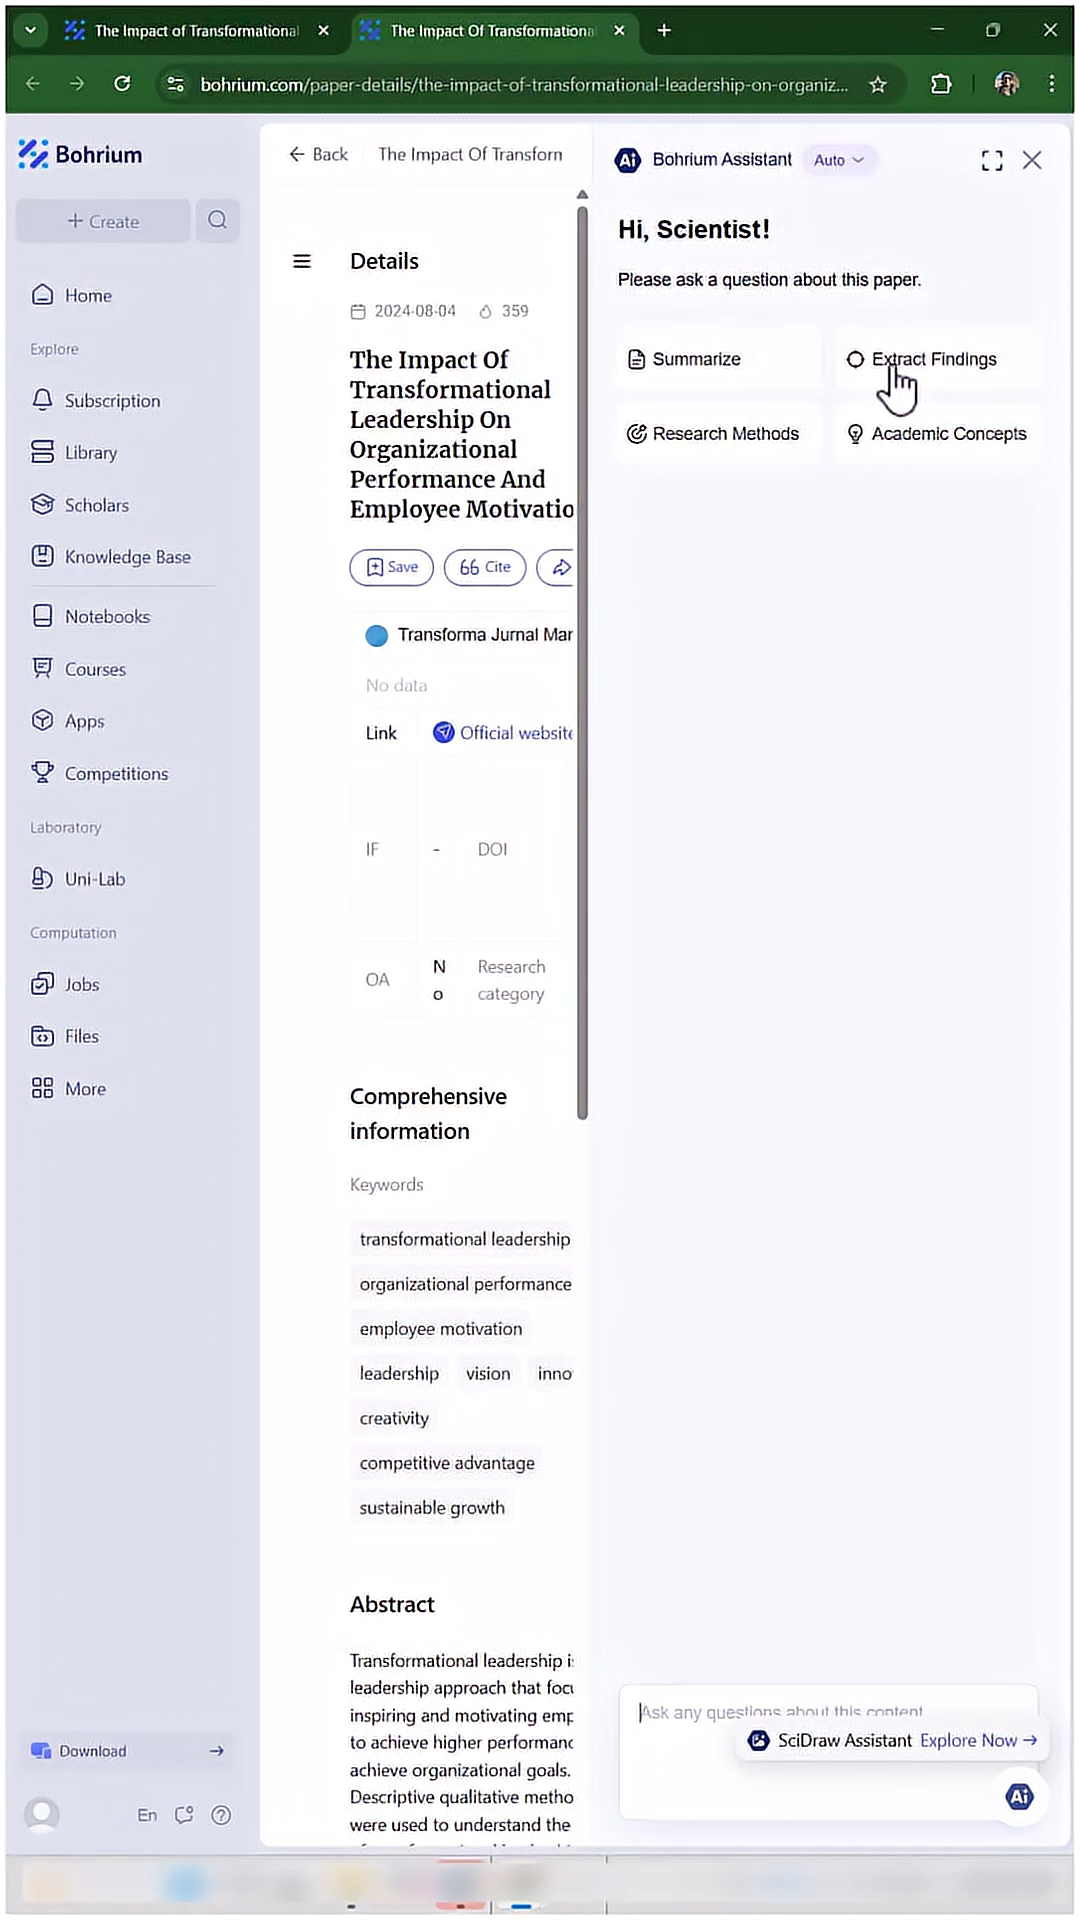 The Impact of Transformational
The Impact Of Transformationa
bohrium.com/paper-details/the-impact-of-transformational-leadership-on-organiz...
Bohrium
+ Create
Home
Explore
Subscription
Library
Scholars
Knowledge Base
Notebooks
Courses
Apps
Competitions
Laboratory
Uni-Lab
Computation
Jobs
Files
More
Download
En
Back
The Impact Of Transforn
Details
2024-08-04
359
The Impact Of
Transformational
Leadership On
Organizational
Performance And
Employee Motivatio
Save
Cite
Transforma Jurnal Mar
No data
Link
Official website
IF
-
DOI
OA
N
o
Research
category
Comprehensive
information
Keywords
transformational leadership
organizational performance
employee motivation
leadership
vision
inno
creativity
competitive advantage
sustainable growth
Abstract
Transformational leadership is
leadership approach that focu
inspiring and motivating emp
to achieve higher performanc
achieve organizational goals.
Descriptive qualitative metho
were used to understand the
Ai
Bohrium Assistant
Auto
Hi, Scientist!
Please ask a question about this paper.
Summarize
Extract Findings
Research Methods
Academic Concepts
Ask any questions about this content
SciDraw Assistant
Explore Now →
Ai